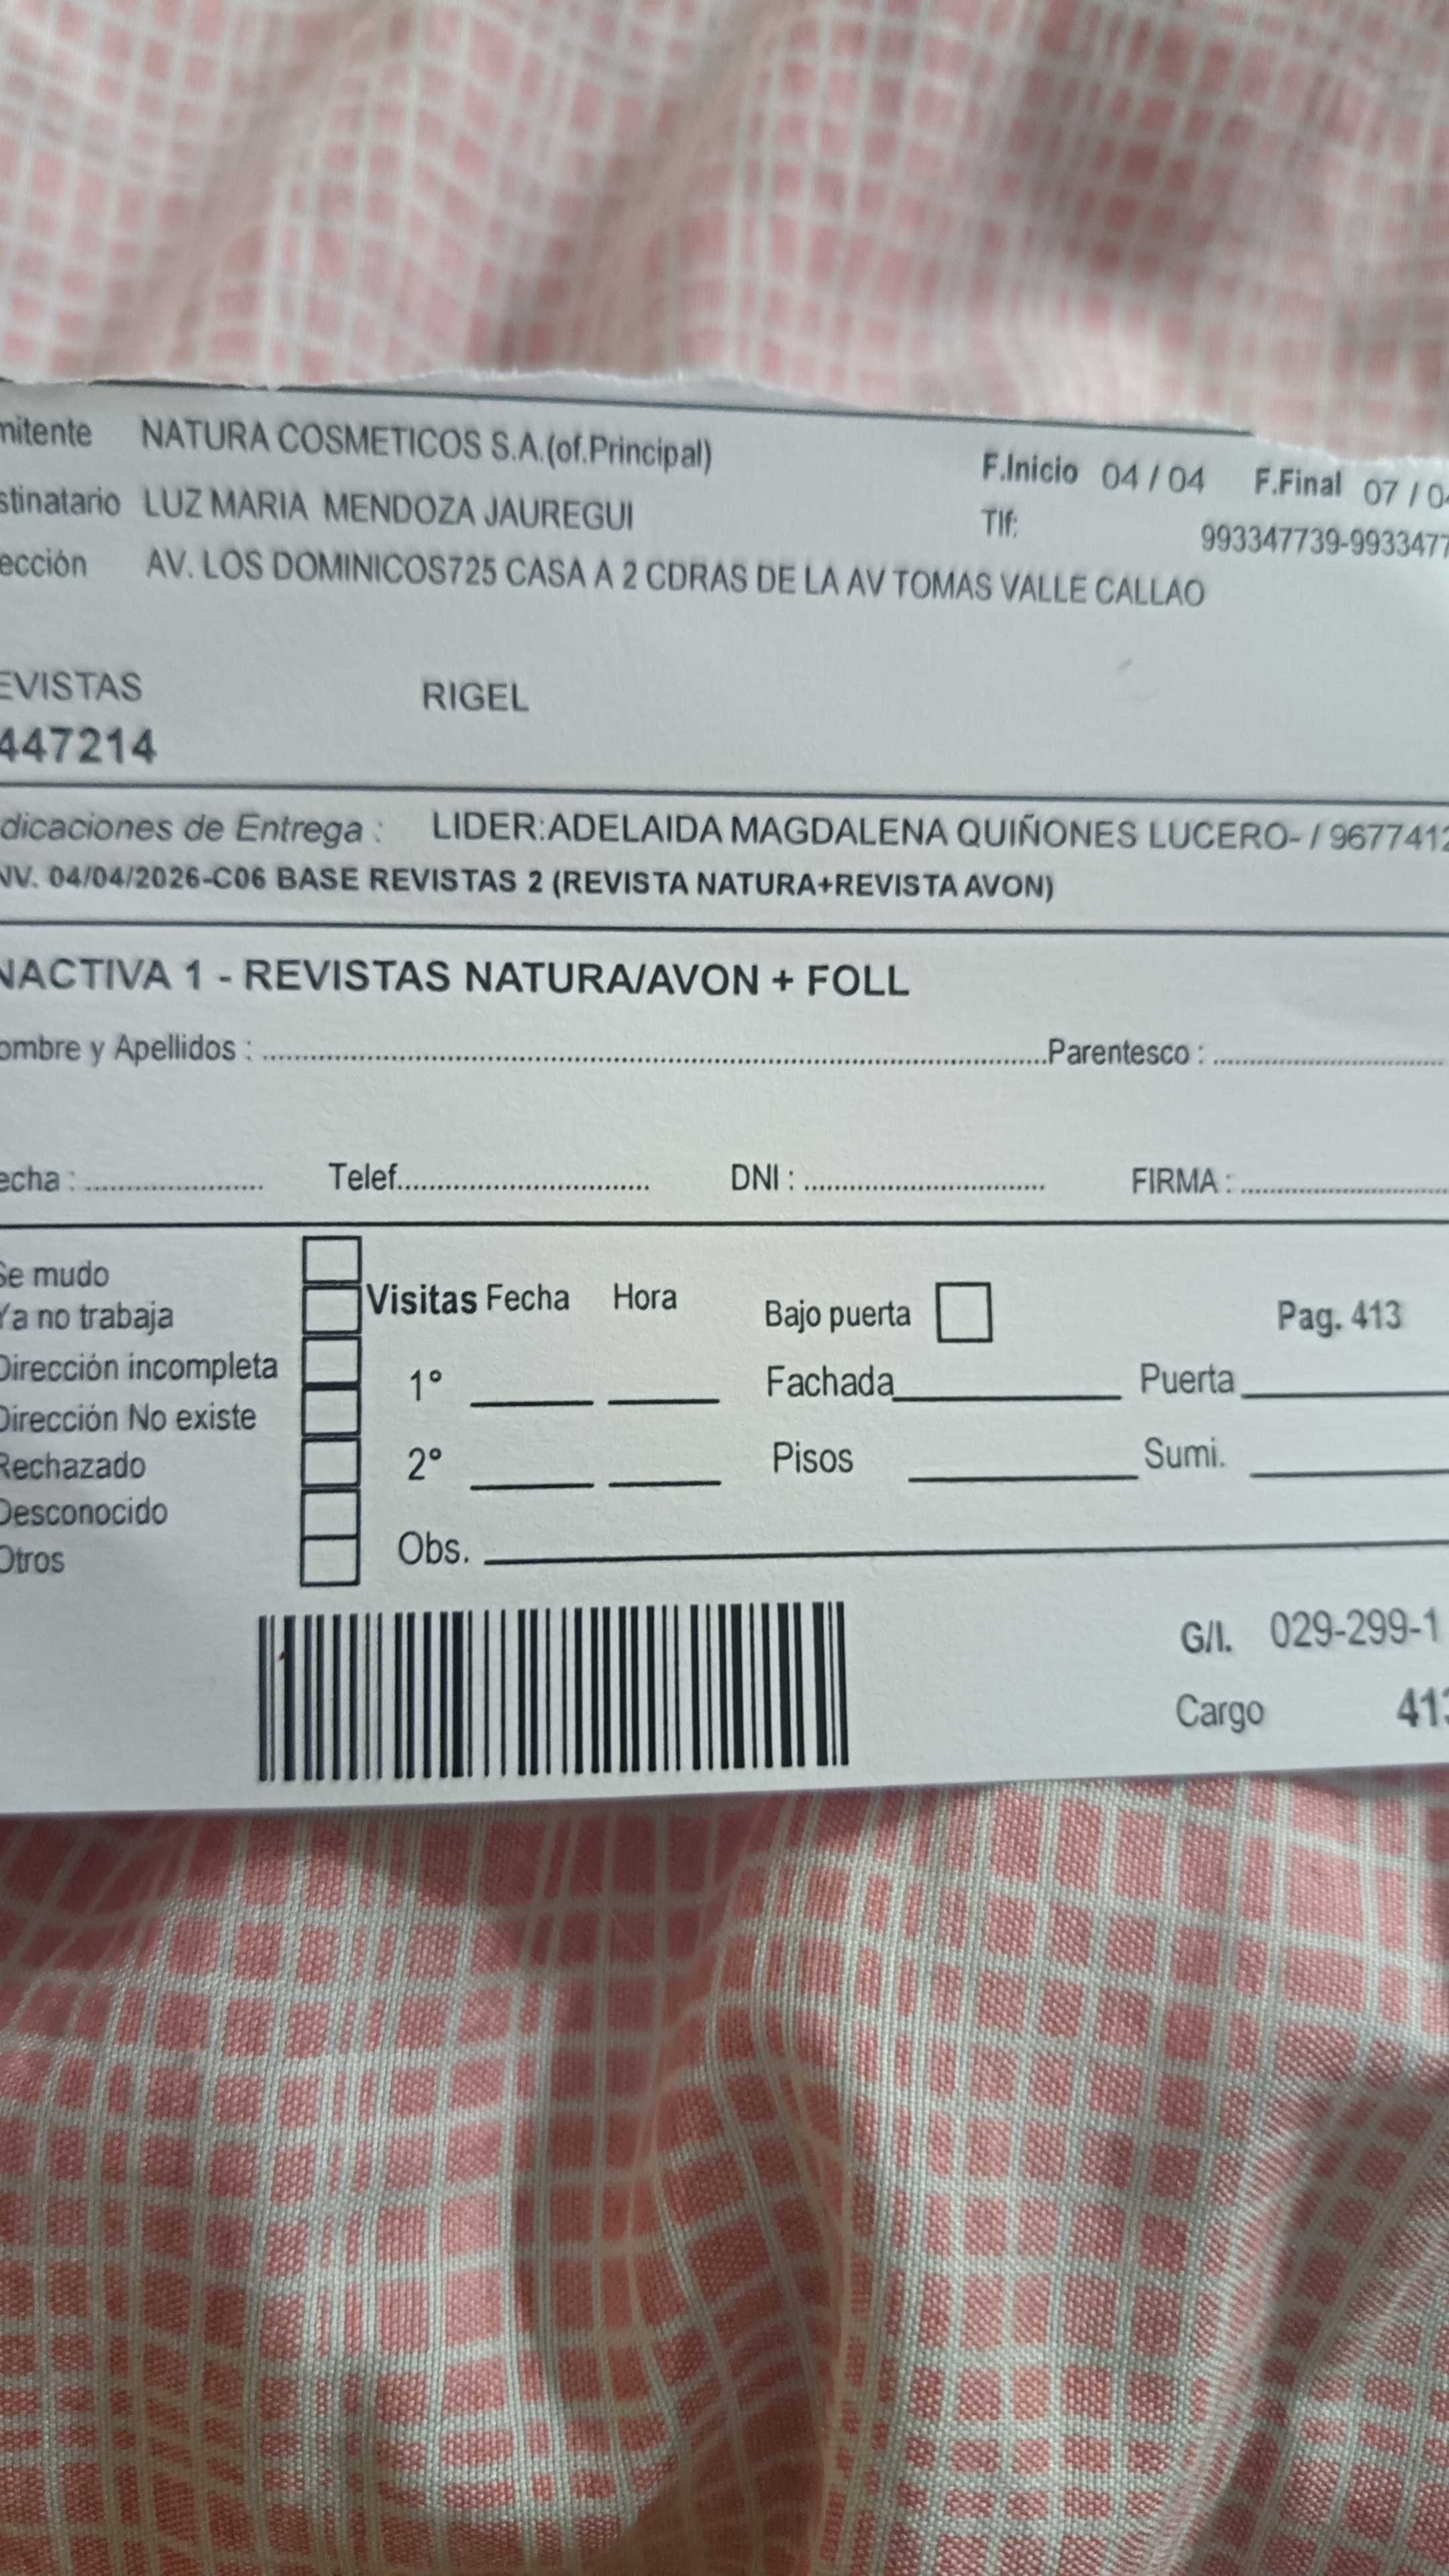 mitente NATURA COSMETICOS S.A.(of.Principal)
F.Inicio 04 / 04 F.Final 07 / 0
stinatario LUZ MARIA MENDOZA JAUREGUI
Tlf: 993347739-9933477
ección AV. LOS DOMINICOS725 CASA A 2 CDRAS DE LA AV TOMAS VALLE CALLAO
EVISTAS RIGEL
447214
dicaciones de Entrega : LIDER:ADELAIDA MAGDALENA QUIÑONES LUCERO- / 9677412
NV. 04/04/2026-C06 BASE REVISTAS 2 (REVISTA NATURA+REVISTA AVON)
NACTIVA 1 - REVISTAS NATURA/AVON + FOLL
ombre y Apellidos : Parentesco :
echa : Telef. DNI : FIRMA :
Se mudo
Ya no trabaja
Dirección incompleta
Dirección No existe
Rechazado
Desconocido
Otros
Visitas Fecha Hora
1°
2°
Obs.
Bajo puerta
Pag. 413
Fachada Puerta
Pisos Sumi.
G/I. 029-299-1
Cargo 413